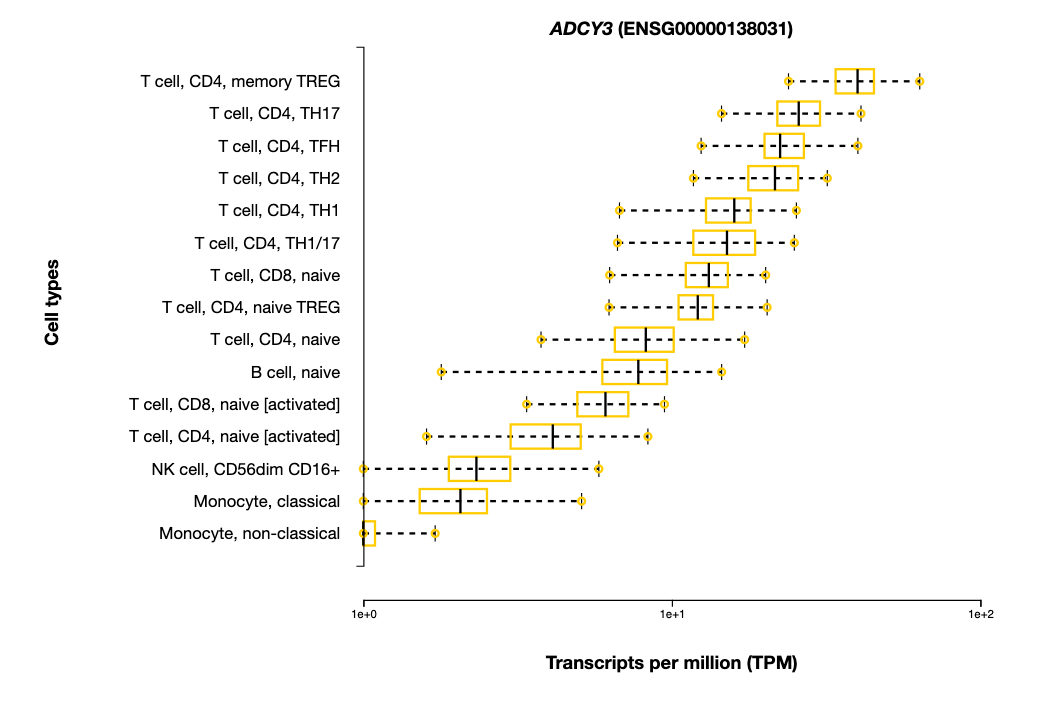 ADCY3 (ENSG00000138031)
Cell types
T cell, CD4, memory TREG
T cell, CD4, TH17
T cell, CD4, TFH
T cell, CD4, TH2
T cell, CD4, TH1
T cell, CD4, TH1/17
T cell, CD8, naive
T cell, CD4, naive TREG
T cell, CD4, naive
B cell, naive
T cell, CD8, naive [activated]
T cell, CD4, naive [activated]
NK cell, CD56dim CD16+
Monocyte, classical
Monocyte, non-classical
1e+0 1e+1 1e+2
Transcripts per million (TPM)